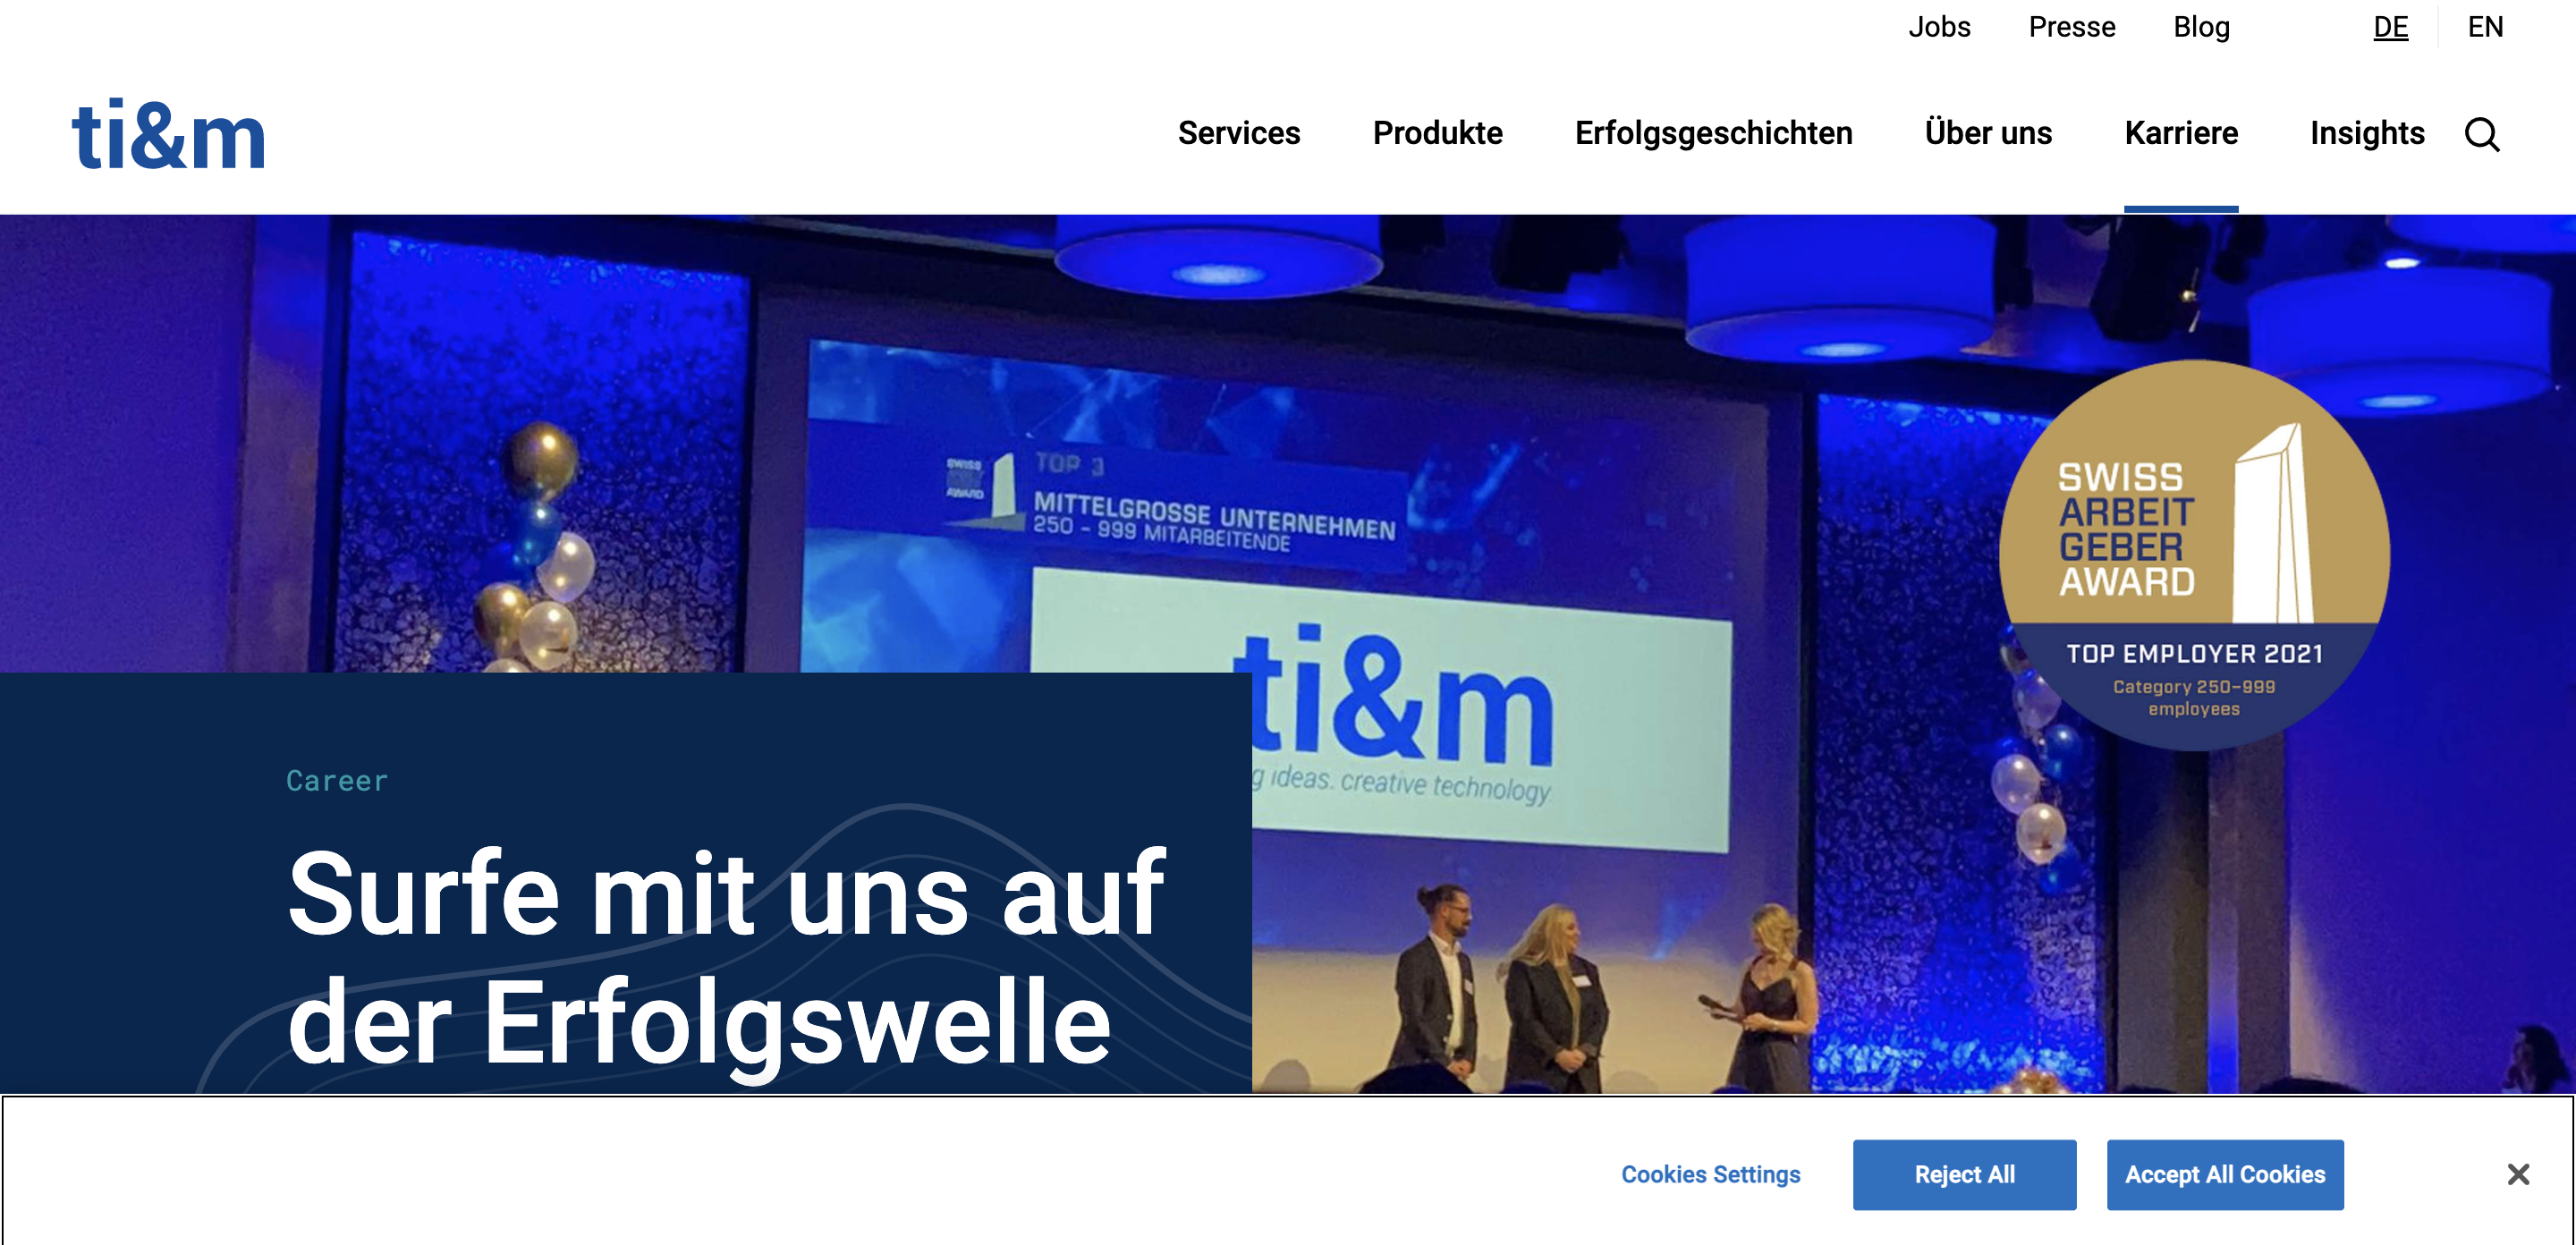 Jobs Presse Blog DE EN
ti&m
Services Produkte Erfolgsgeschichten Über uns Karriere Insights
SWISS
AWARD
TOP 3
MITTELGROSSE UNTERNEHMEN
250 – 999 MITARBEITENDE
ti&m
ideas. creative technology
SWISS
ARBEIT
GEBER
AWARD
TOP EMPLOYER 2021
Category 250–999
employees
Career
Surfe mit uns auf
der Erfolgswelle
Cookies Settings Reject All Accept All Cookies